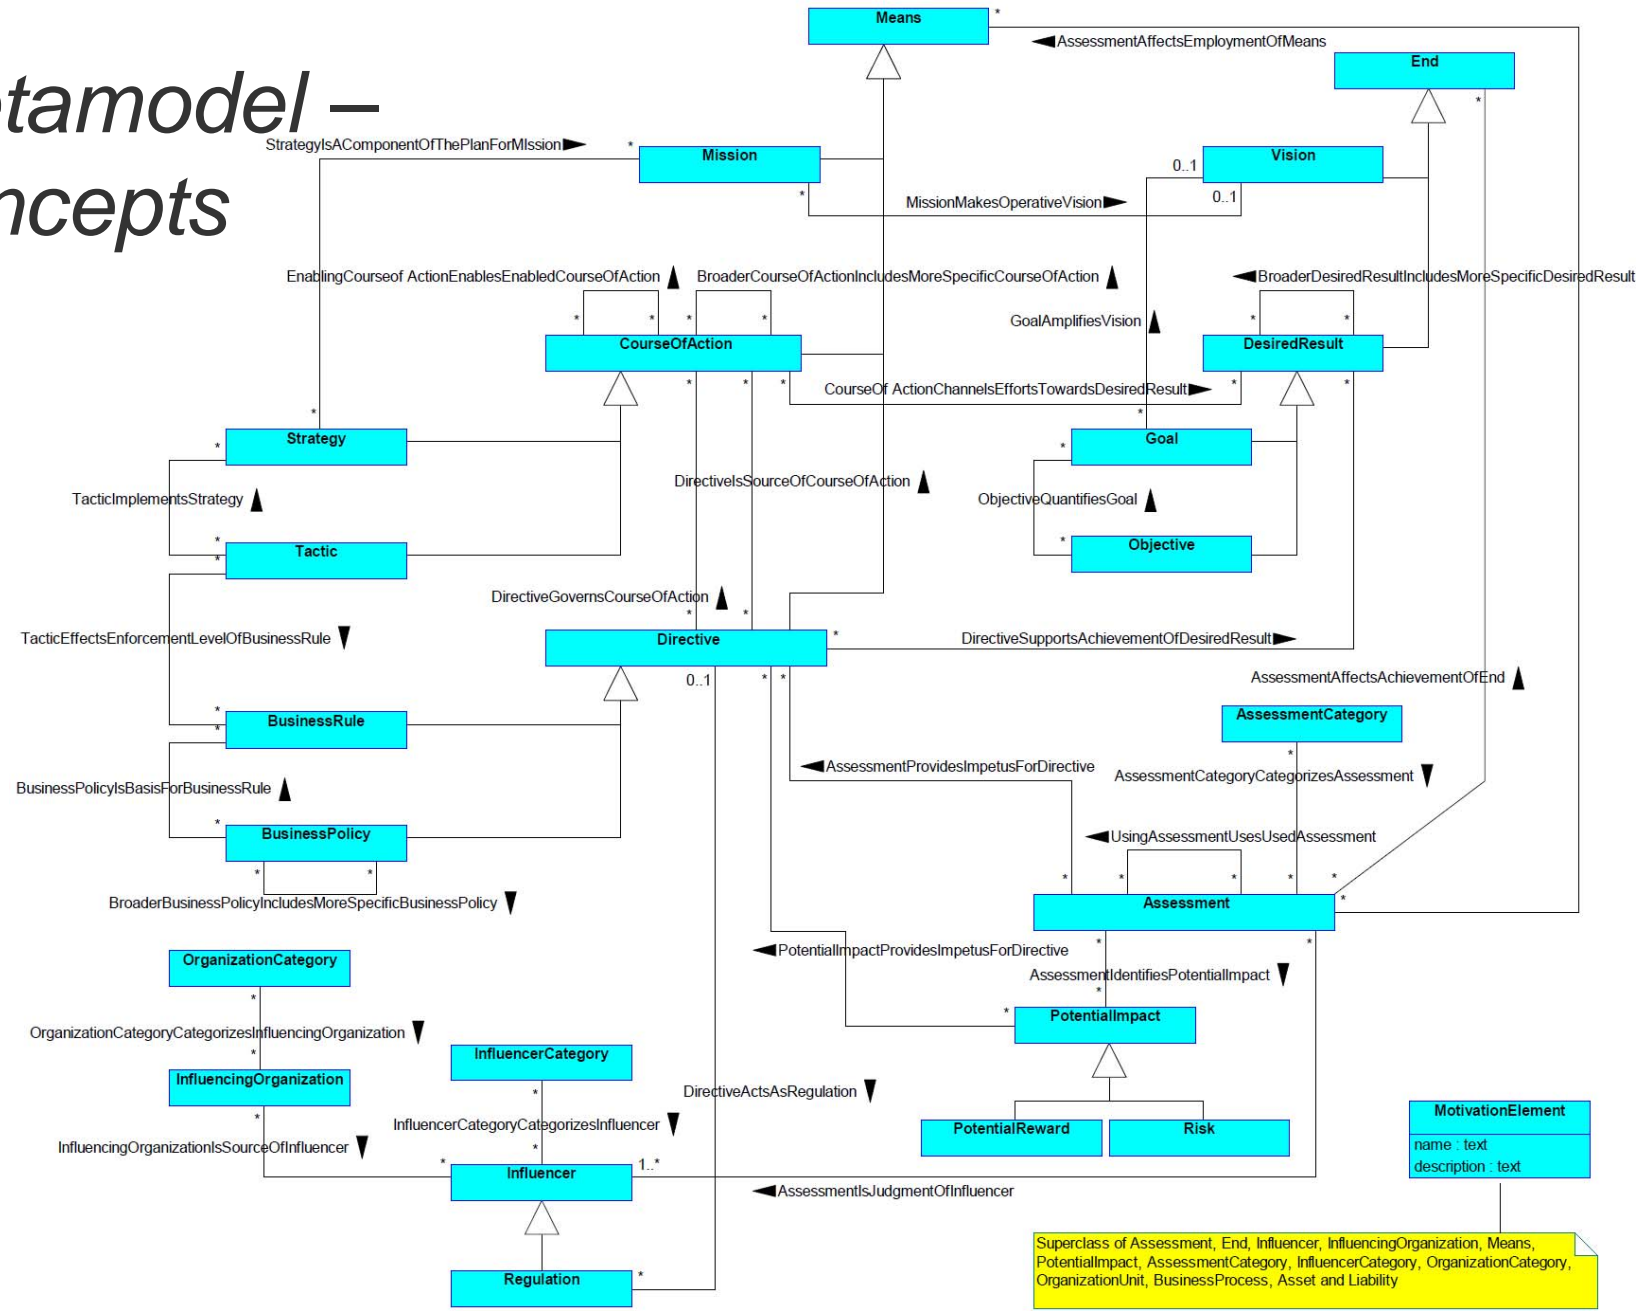 Means
*
AssessmentAffectsEmploymentOfMeans
End
*
etamodel –
ncepts
StrategyIsAComponentOfThePlanForMIssion
*
Mission
Vision
0..1
*
MissionMakesOperativeVision
0..1
EnablingCourseof ActionEnablesEnabledCourseOfAction
BroaderCourseOfActionIncludesMoreSpecificCourseOfAction
BroaderDesiredResultIncludesMoreSpecificDesiredResult
GoalAmplifiesVision
* * * *
* *
CourseOfAction
DesiredResult
* * *
CourseOf ActionChannelsEffortsTowardsDesiredResult
* *
*
*
Strategy
*
Goal
*
*
TacticImplementsStrategy
DirectiveIsSourceOfCourseOfAction
ObjectiveQuantifiesGoal
*
*
Tactic
*
Objective
DirectiveGovernsCourseOfAction
* *
TacticEffectsEnforcementLevelOfBusinessRule
Directive
*
DirectiveSupportsAchievementOfDesiredResult
0..1
* *
AssessmentAffectsAchievementOfEnd
*
*
BusinessRule
AssessmentCategory
*
AssessmentProvidesImpetusForDirective
AssessmentCategoryCategorizesAssessment
BusinessPolicyIsBasisForBusinessRule
*
BusinessPolicy
UsingAssessmentUsesUsedAssessment
* *
* * * * *
BroaderBusinessPolicyIncludesMoreSpecificBusinessPolicy
Assessment
*
* *
OrganizationCategory
*
PotentialImpactProvidesImpetusForDirective
AssessmentIdentifiesPotentialImpact
*
*
PotentialImpact
OrganizationCategoryCategorizesInfluencingOrganization
*
InfluencerCategory
*
InfluencingOrganization
*
DirectiveActsAsRegulation
InfluencerCategoryCategorizesInfluencer
PotentialReward
Risk
MotivationElement
name : text
description : text
InfluencingOrganizationIsSourceOfInfluencer
*
*
Influencer
1..*
AssessmentIsJudgmentOfInfluencer
Regulation
*
Superclass of Assessment, End, Influencer, InfluencingOrganization, Means,
PotentialImpact, AssessmentCategory, InfluencerCategory, OrganizationCategory,
OrganizationUnit, BusinessProcess, Asset and Liability